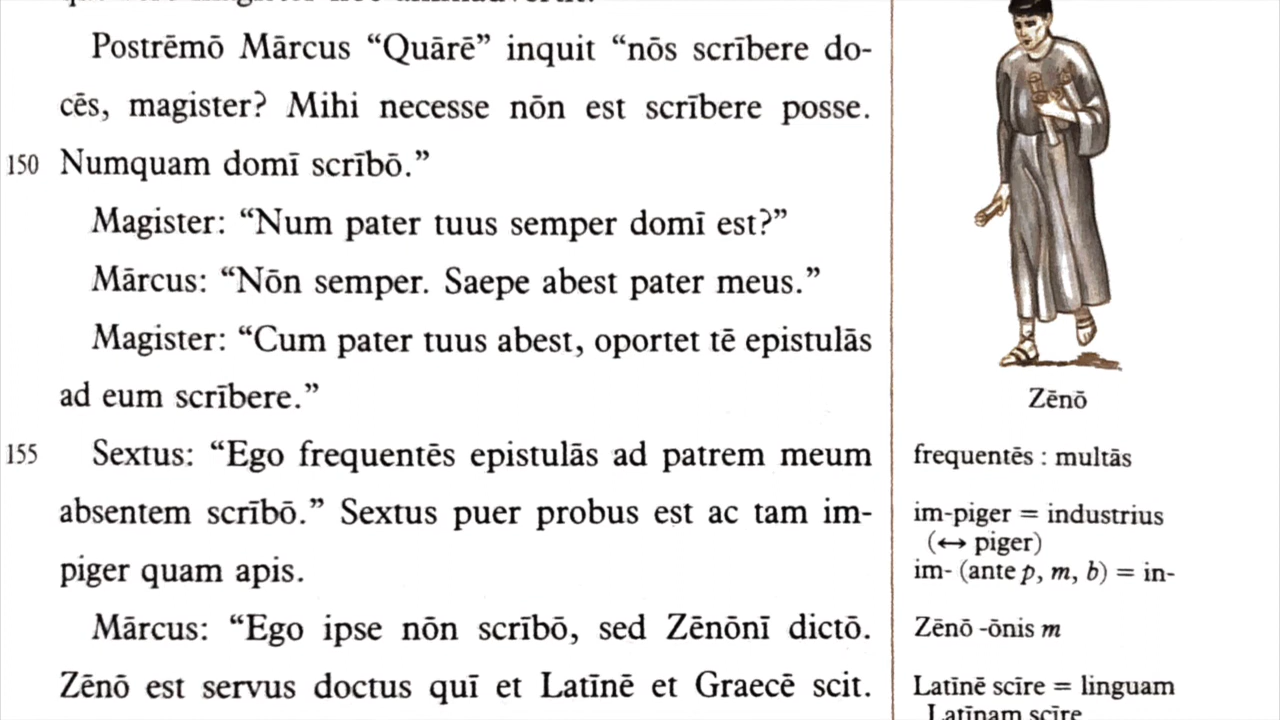 Postrēmō Mārcus “Quārē” inquit “nōs scrībere do-
cēs, magister? Mihi necesse nōn est scrībere posse.
150 Numquam domī scrībō.”
Magister: “Num pater tuus semper domī est?”
Mārcus: “Nōn semper. Saepe abest pater meus.”
Magister: “Cum pater tuus abest, oportet tē epistulās
ad eum scrībere.”
155 Sextus: “Ego frequentēs epistulās ad patrem meum
absentem scrībō.” Sextus puer probus est ac tam im-
piger quam apis.
Mārcus: “Ego ipse nōn scrībō, sed Zēnōnī dictō.
Zēnō est servus doctus quī et Latīnē et Graecē scit.
Zēnō
frequentēs : multās
im-piger = industrius
(↔ piger)
im- (ante p, m, b) = in-
Zēnō -ōnis m
Latīnē scīre = linguam
Latīnam scīre